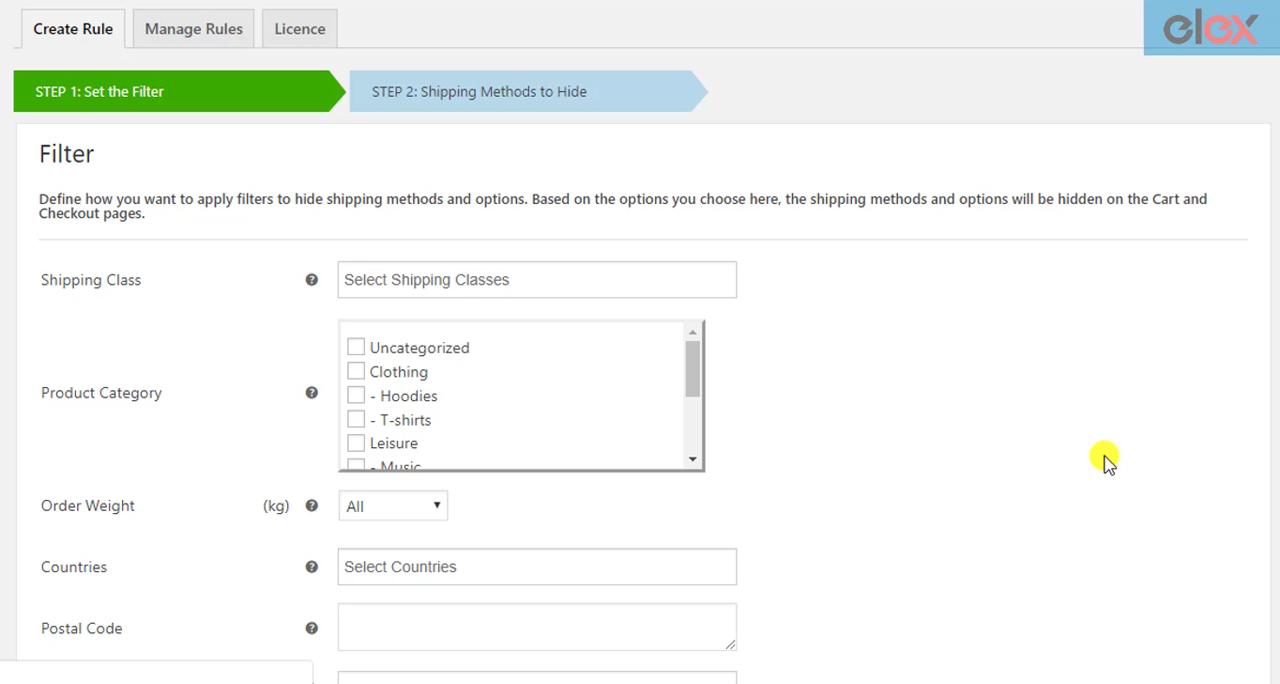 Create Rule
Manage Rules
Licence
elex
STEP 1: Set the Filter
STEP 2: Shipping Methods to Hide
Filter
Define how you want to apply filters to hide shipping methods and options. Based on the options you choose here, the shipping methods and options will be hidden on the Cart and
Checkout pages.
Shipping Class
Select Shipping Classes
Product Category
Uncategorized
Clothing
- Hoodies
- T-shirts
Leisure
- Music
Order Weight (kg) All
Countries
Select Countries
Postal Code